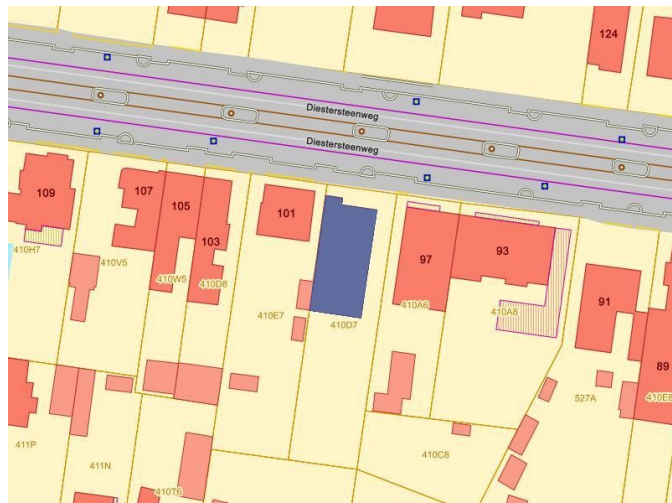 124
Diestersteenweg
Diestersteenweg
109
107
105
103
101
97
93
91
89
410H7
410V5
410W5
410D8
410E7
410D7
410A6
410A8
527A
410E8
411P
411N
410T6
410C8